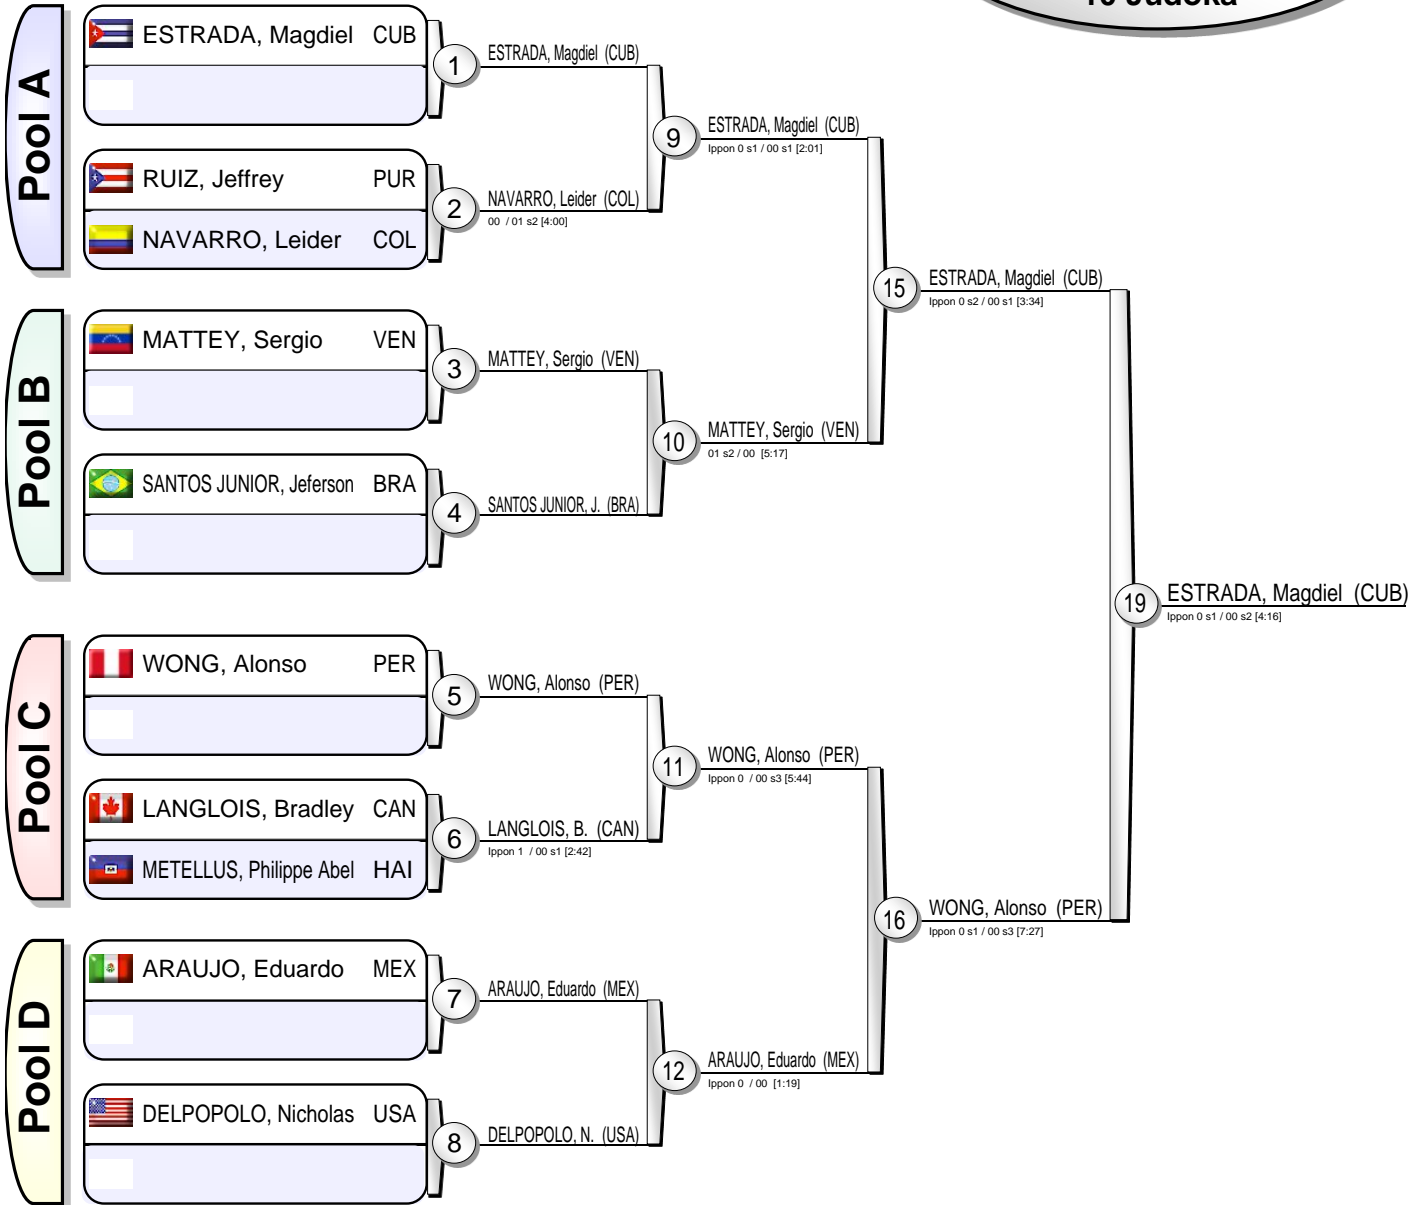 Pool A
ESTRADA, Magdiel CUB
RUIZ, Jeffrey PUR
NAVARRO, Leider COL
Pool B
MATTEY, Sergio VEN
SANTOS JUNIOR, Jeferson BRA
Pool C
WONG, Alonso PER
LANGLOIS, Bradley CAN
METELLUS, Philippe Abel HAI
Pool D
ARAUJO, Eduardo MEX
DELPOPOLO, Nicholas USA
1
ESTRADA, Magdiel (CUB)
2
NAVARRO, Leider (COL)
00 / 01 s2 [4:00]
3
MATTEY, Sergio (VEN)
4
SANTOS JUNIOR, J. (BRA)
5
WONG, Alonso (PER)
6
LANGLOIS, B. (CAN)
Ippon 1 / 00 s1 [2:42]
7
ARAUJO, Eduardo (MEX)
8
DELPOPOLO, N. (USA)
9
ESTRADA, Magdiel (CUB)
Ippon 0 s1 / 00 s1 [2:01]
10
MATTEY, Sergio (VEN)
01 s2 / 00 [5:17]
11
WONG, Alonso (PER)
Ippon 0 / 00 s3 [5:44]
12
ARAUJO, Eduardo (MEX)
Ippon 0 / 00 [1:19]
15
ESTRADA, Magdiel (CUB)
Ippon 0 s2 / 00 s1 [3:34]
16
WONG, Alonso (PER)
Ippon 0 s1 / 00 s3 [7:27]
19
ESTRADA, Magdiel (CUB)
Ippon 0 s1 / 00 s2 [4:16]